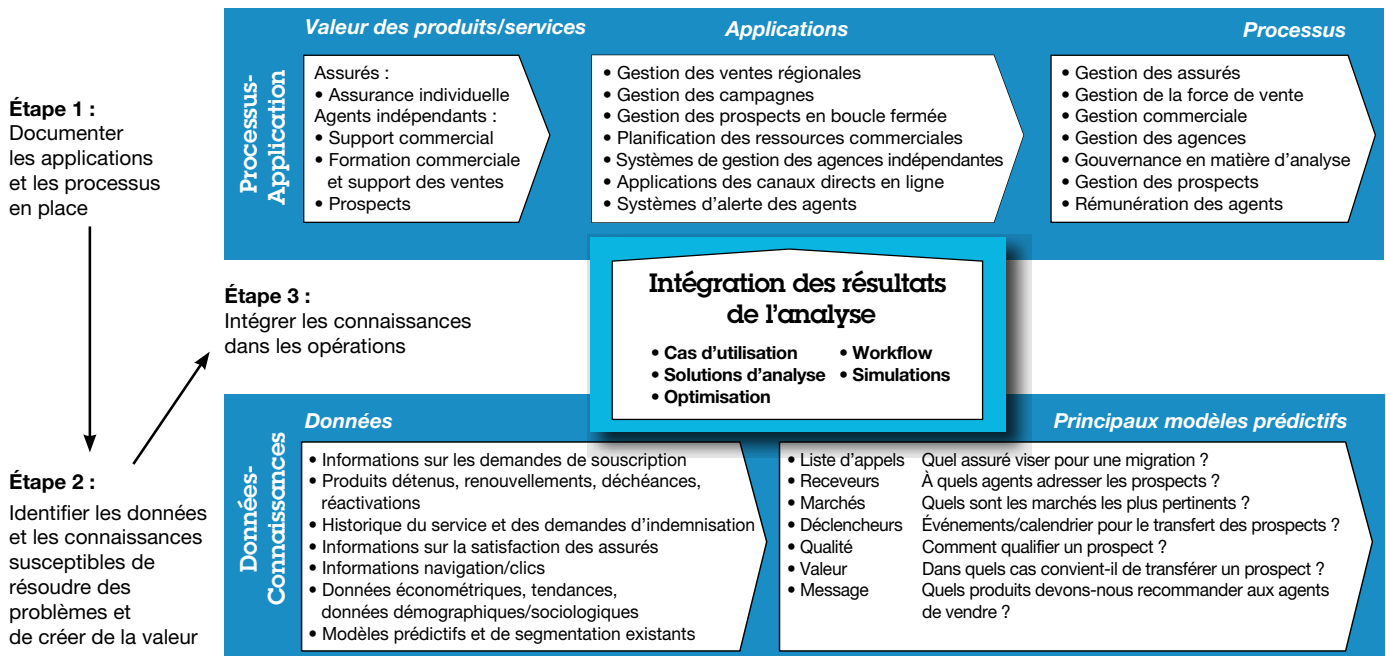 Étape 1 :
Documenter
les applications
et les processus
en place
Étape 2 :
Identifier les données
et les connaissances
susceptibles de
résoudre des
problèmes et
de créer de la valeur
Étape 3 :
Intégrer les connaissances
dans les opérations
Processus-
Application
Valeur des produits/services
Assurés :
• Assurance individuelle
Agents indépendants :
• Support commercial
• Formation commerciale
et support des ventes
• Prospects
Applications
• Gestion des ventes régionales
• Gestion des campagnes
• Gestion des prospects en boucle fermée
• Planification des ressources commerciales
• Systèmes de gestion des agences indépendantes
• Applications des canaux directs en ligne
• Systèmes d'alerte des agents
Processus
• Gestion des assurés
• Gestion de la force de vente
• Gestion commerciale
• Gestion des agences
• Gouvernance en matière d'analyse
• Gestion des prospects
• Rémunération des agents
Intégration des résultats
de l'analyse
• Cas d'utilisation
• Solutions d'analyse
• Optimisation
• Workflow
• Simulations
Données-
Connaissances
Données
• Informations sur les demandes de souscription
• Produits détenus, renouvellements, déchéances,
réactivations
• Historique du service et des demandes d'indemnisation
• Informations sur la satisfaction des assurés
• Informations navigation/clics
• Données économétriques, tendances,
données démographiques/sociologiques
• Modèles prédictifs et de segmentation existants
Principaux modèles prédictifs
• Liste d'appels Quel assuré viser pour une migration ?
• Receveurs À quels agents adresser les prospects ?
• Marchés Quels sont les marchés les plus pertinents ?
• Déclencheurs Événements/calendrier pour le transfert des prospects ?
• Qualité Comment qualifier un prospect ?
• Valeur Dans quels cas convient-il de transférer un prospect ?
• Message Quels produits devons-nous recommander aux agents
de vendre ?